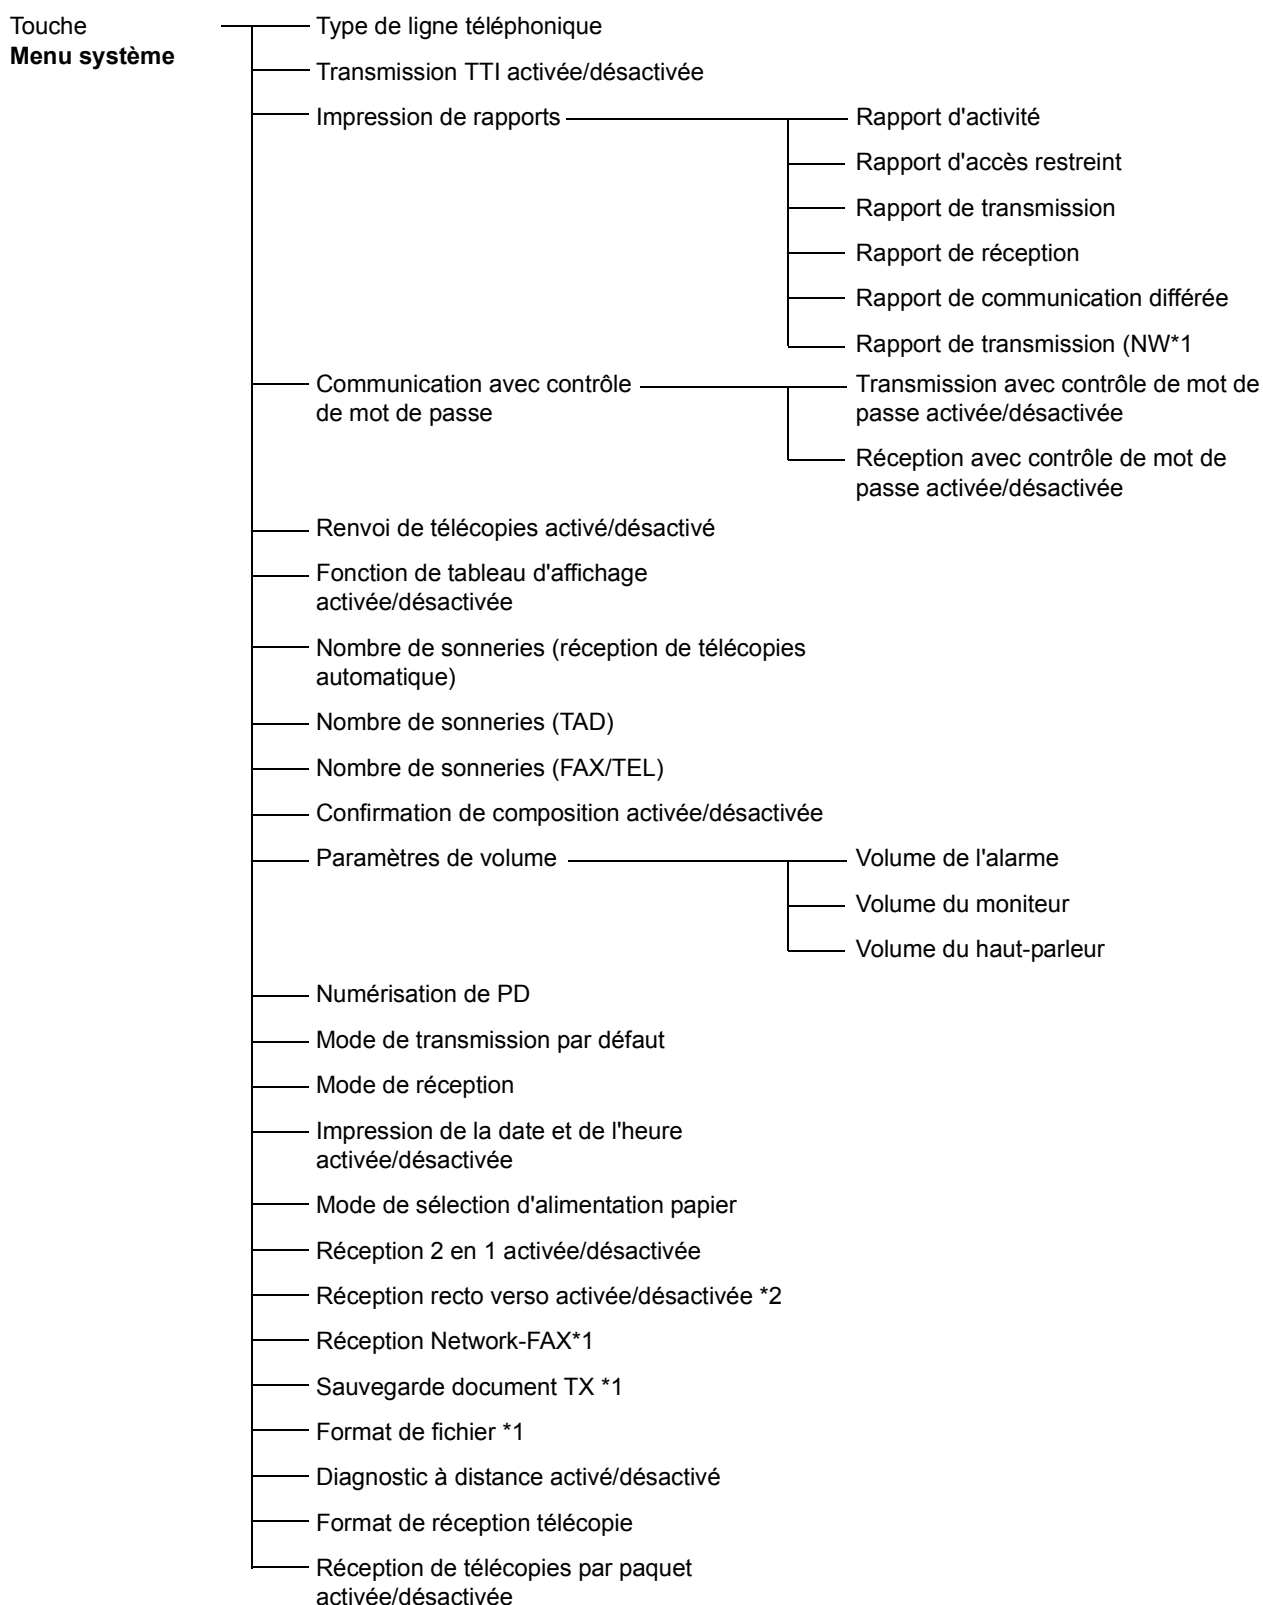 Touche
Menu système
Type de ligne téléphonique
Transmission TTI activée/désactivée
Impression de rapports
Rapport d'activité
Rapport d'accès restreint
Rapport de transmission
Rapport de réception
Rapport de communication différée
Rapport de transmission (NW*1
Communication avec contrôle
de mot de passe
Transmission avec contrôle de mot de
passe activée/désactivée
Réception avec contrôle de mot de
passe activée/désactivée
Renvoi de télécopies activé/désactivé
Fonction de tableau d'affichage
activée/désactivée
Nombre de sonneries (réception de télécopies
automatique)
Nombre de sonneries (TAD)
Nombre de sonneries (FAX/TEL)
Confirmation de composition activée/désactivée
Paramètres de volume
Volume de l'alarme
Volume du moniteur
Volume du haut-parleur
Numérisation de PD
Mode de transmission par défaut
Mode de réception
Impression de la date et de l'heure
activée/désactivée
Mode de sélection d'alimentation papier
Réception 2 en 1 activée/désactivée
Réception recto verso activée/désactivée *2
Réception Network-FAX*1
Sauvegarde document TX *1
Format de fichier *1
Diagnostic à distance activé/désactivé
Format de réception télécopie
Réception de télécopies par paquet
activée/désactivée